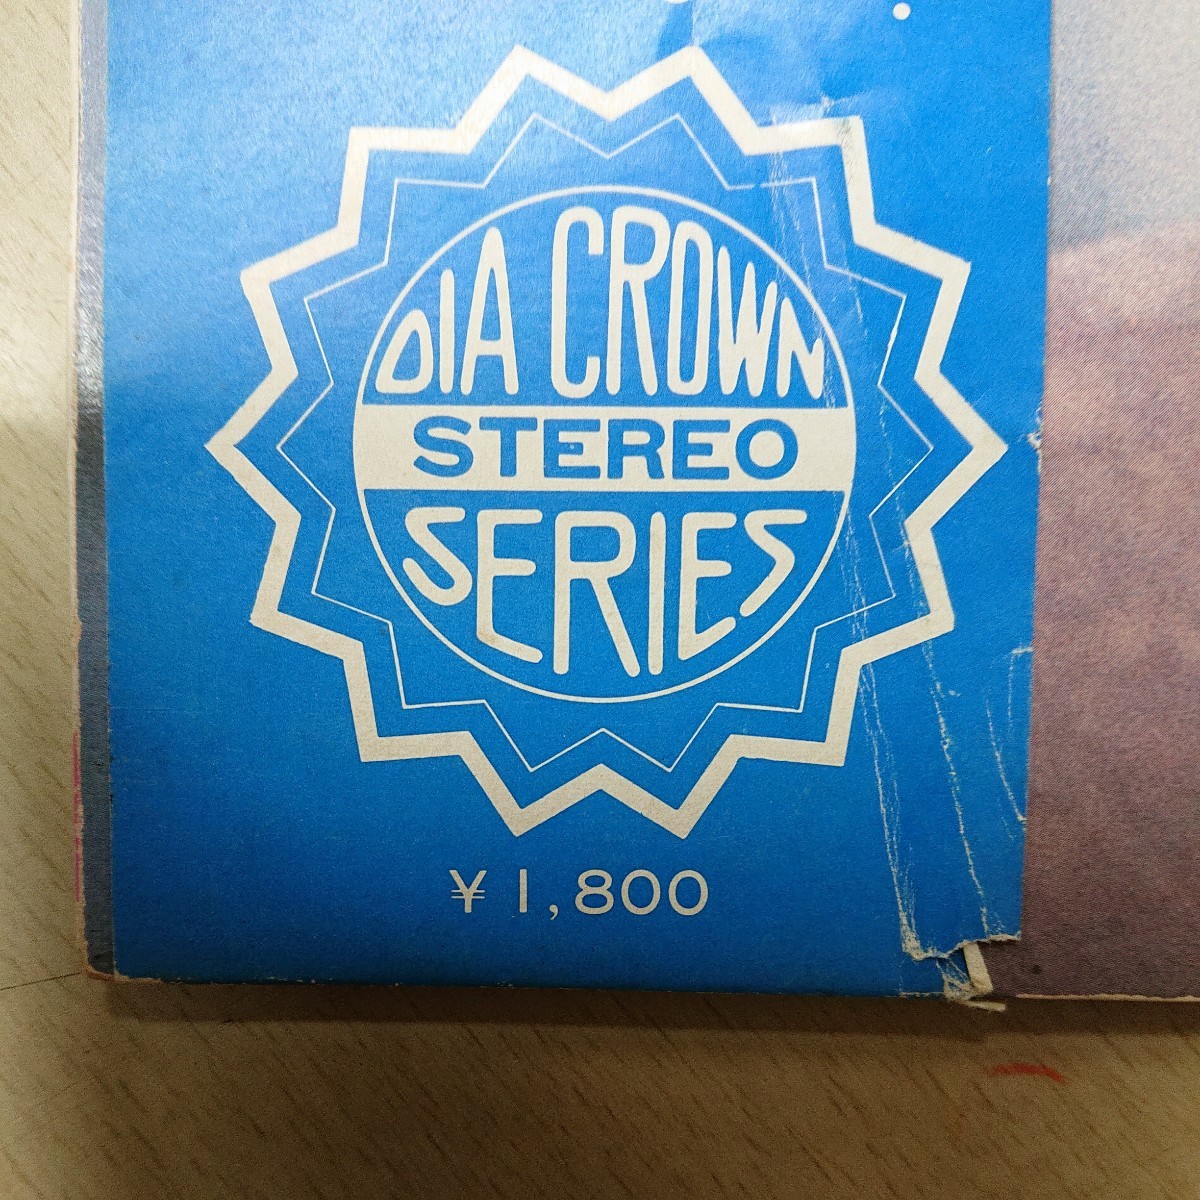 DIA CROWN
STEREO
SERIES
¥1,800